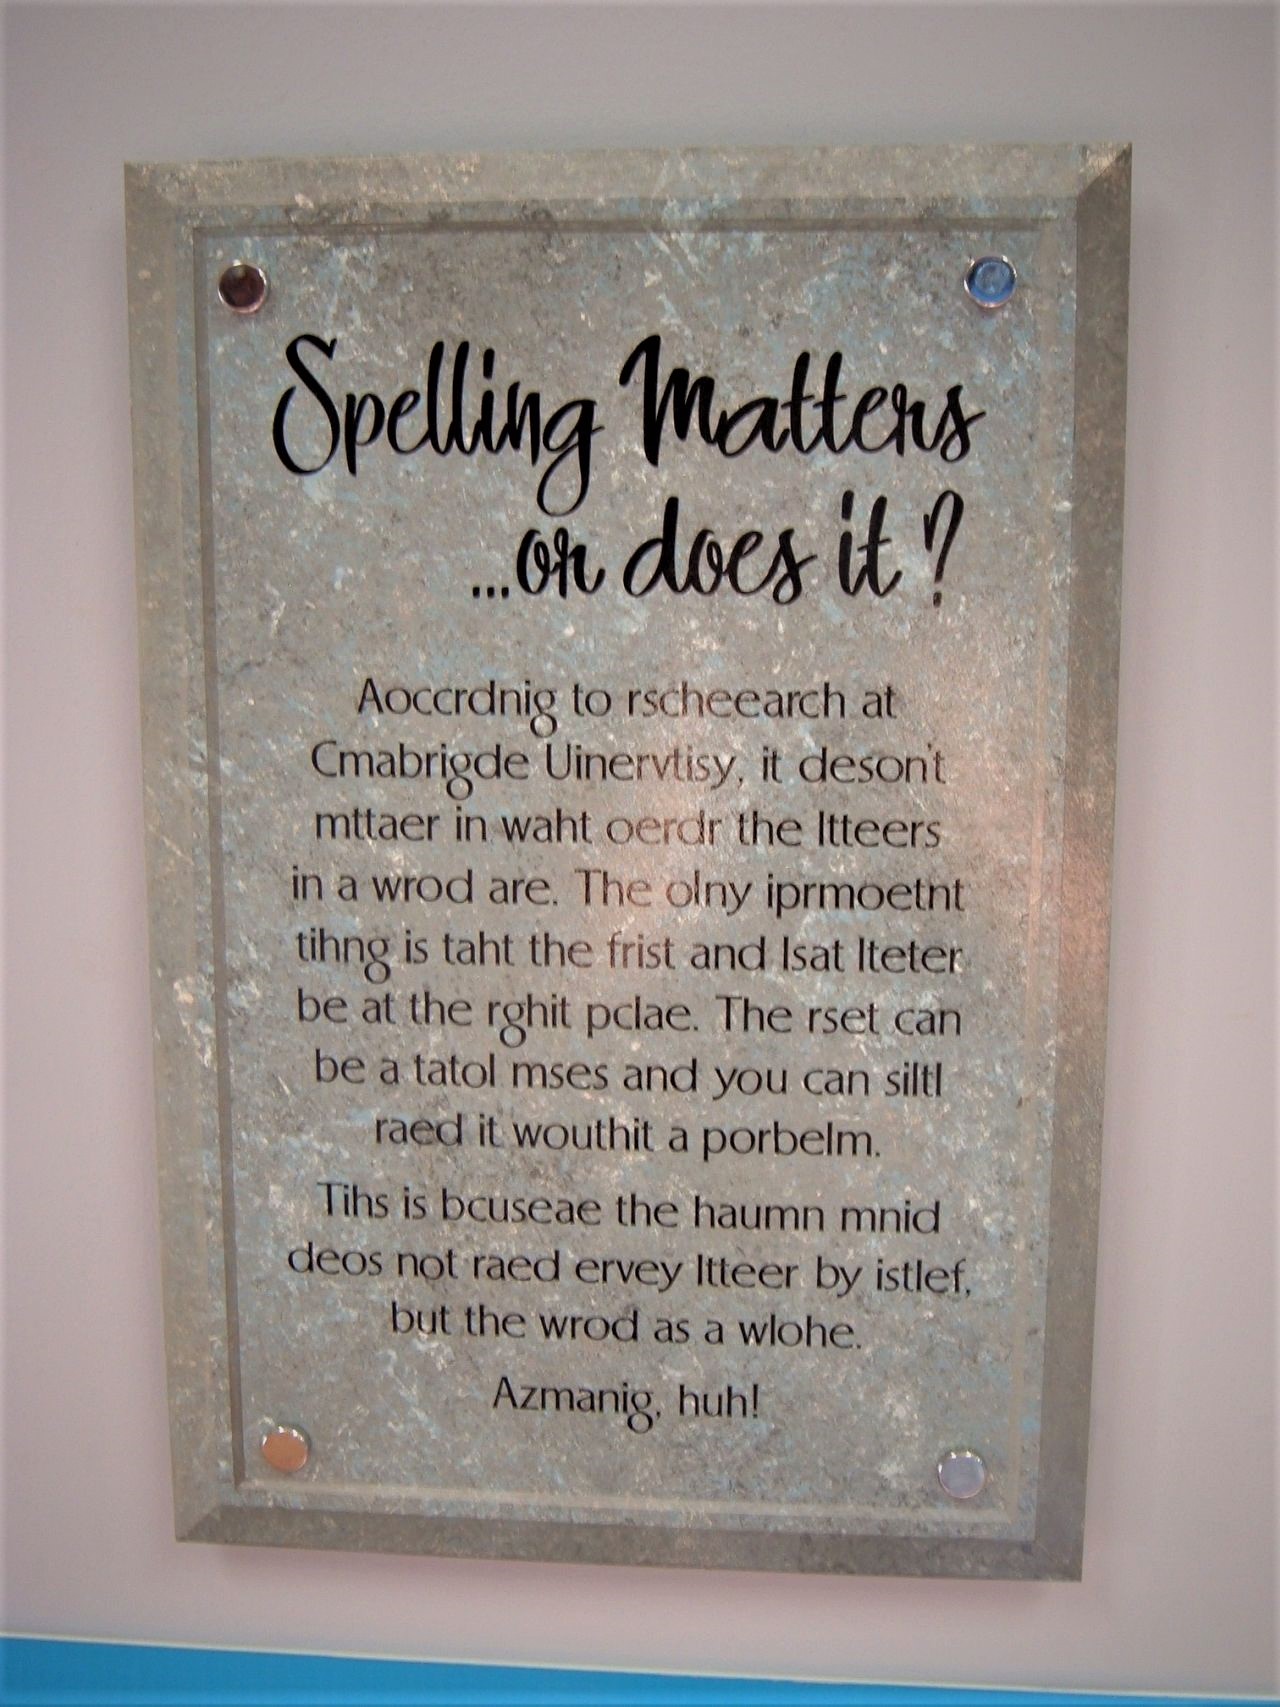 Spelling Matters
...or does it?
Aoccrdnig to rscheearch at
Cmabrigde Uinervtisy, it deson't
mttaer in waht oerdr the ltteers
in a wrod are. The olny iprmoetnt
tihng is taht the frist and lsat lteter
be at the rghit pclae. The rset can
be a tatol mses and you can siltl
raed it wouthit a porbelm.
Tihs is bcuseae the haumn mnid
deos not raed ervey ltteer by istlef,
but the wrod as a wlohe.
Azmanig, huh!